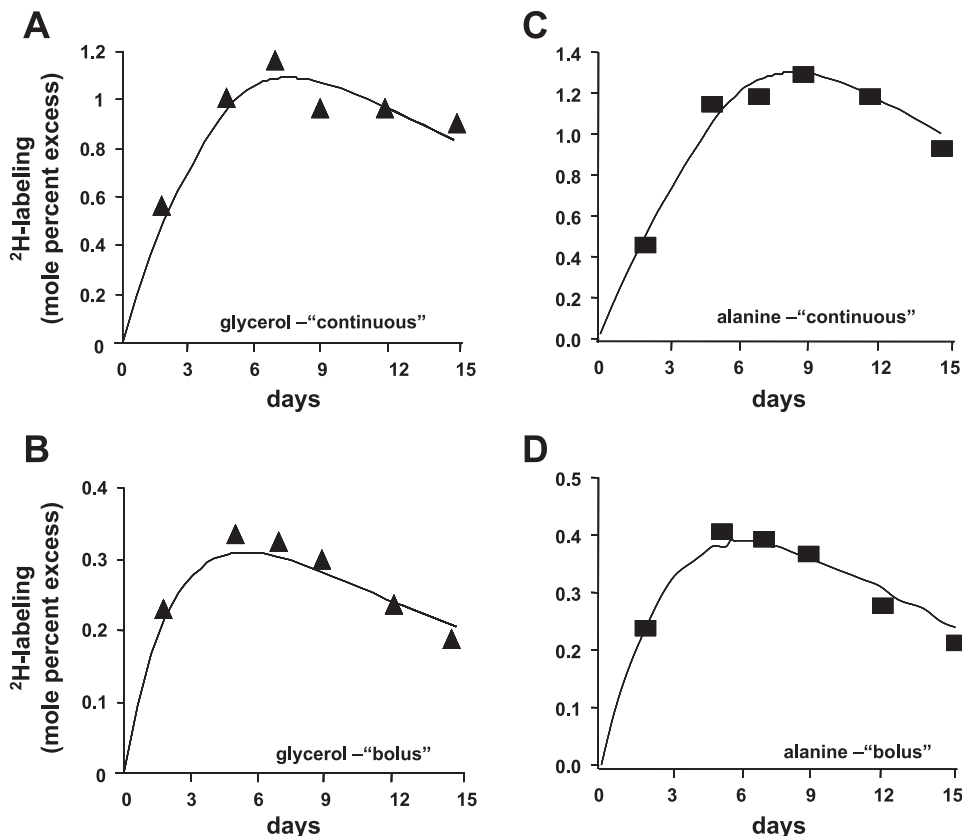 A
1.2
1
0.8
0.6
0.4
0.2
0
0 3 6 9 12 15
days
²H-labeling
(mole percent excess)
glycerol –“continuous”
C
1.4
1.2
1.0
1.8
1.6
0.4
0.2
0.0
0 3 6 9 12 15
days
alanine –“continuous”
B
0.4
0.3
0.2
0.1
0
0 3 6 9 12 15
days
²H-labeling
(mole percent excess)
glycerol –“bolus”
D
0.5
0.4
0.3
0.2
0.1
0.0
0 3 6 9 12 15
days
alanine –“bolus”